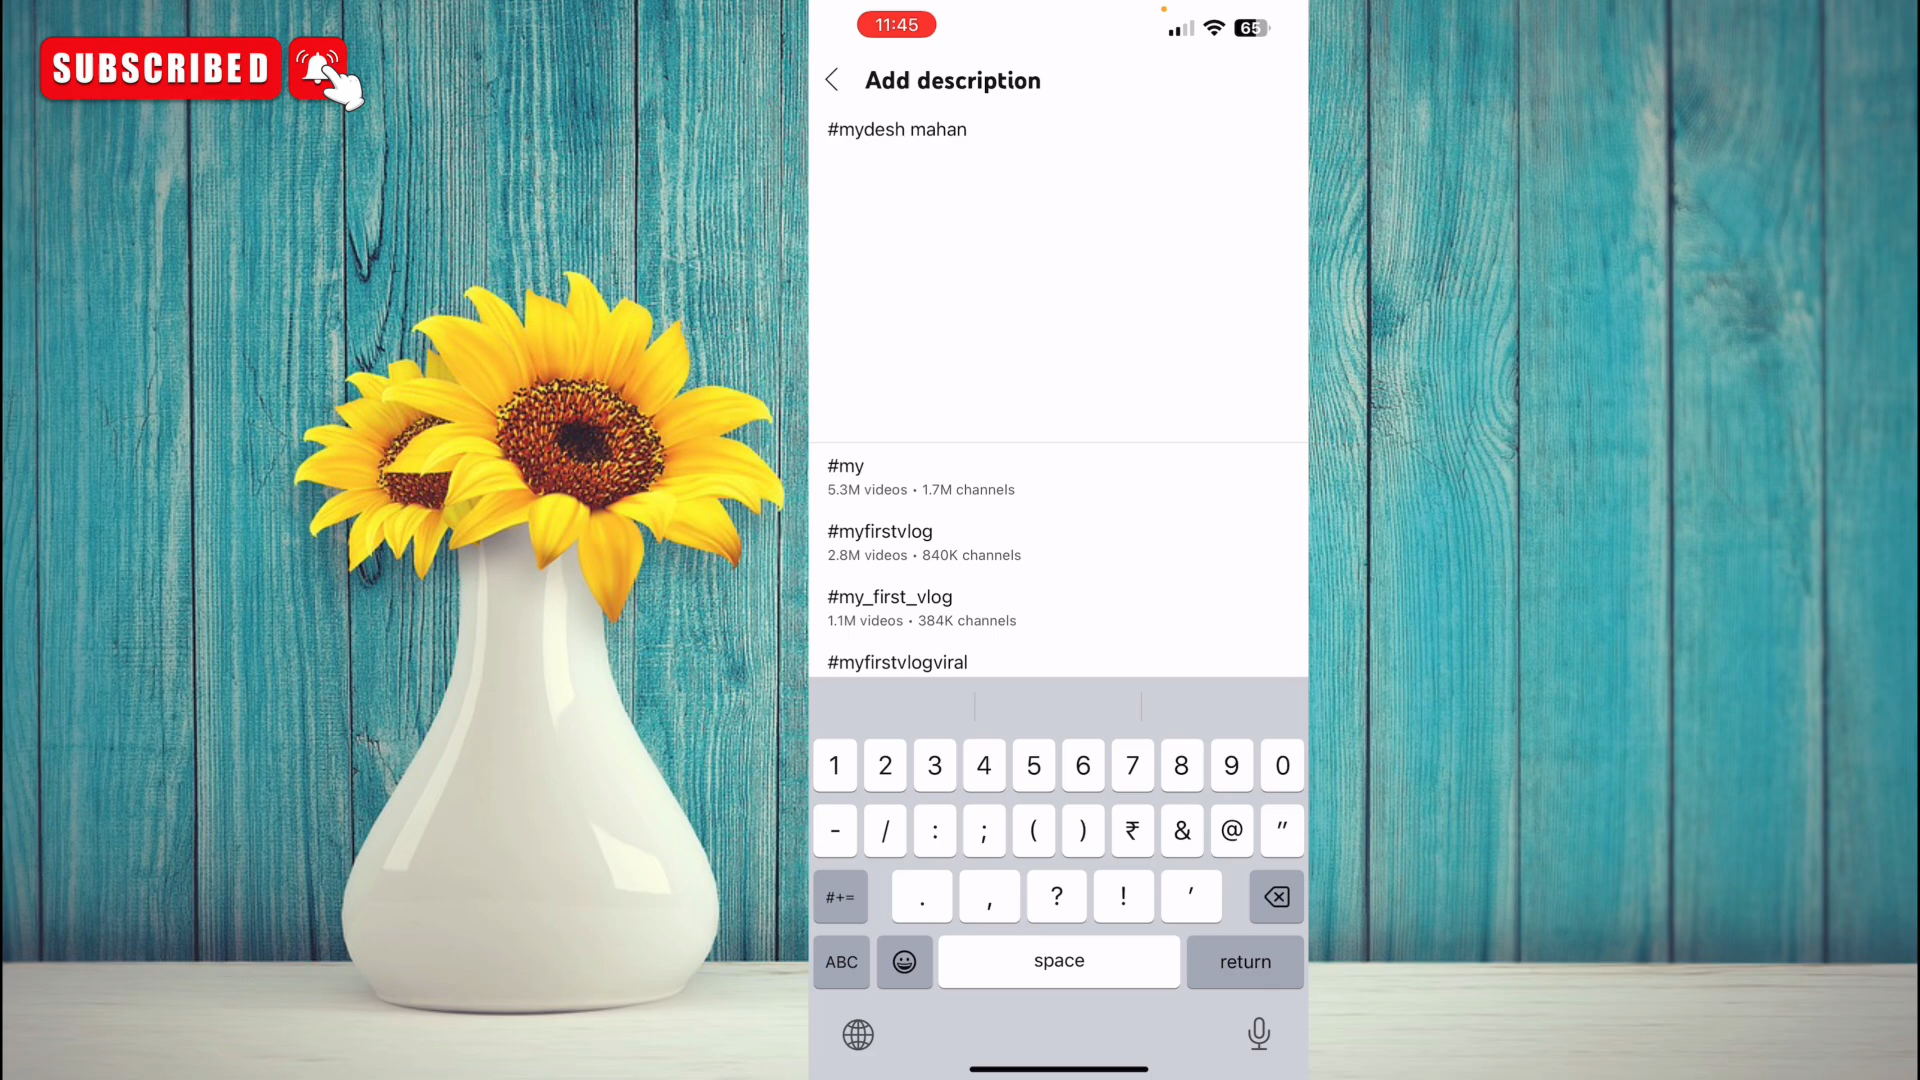 SUBSCRIBED
11:45
65
Add description
#mydesh mahan
#my
5.3M videos • 1.7M channels
#myfirstvlog
2.8M videos • 840K channels
#my_first_vlog
1.1M videos • 384K channels
#myfirstvlogviral
1 2 3 4 5 6 7 8 9 0
- / : ; ( ) ₹ & @ "
#+= . , ? ! '
ABC space return